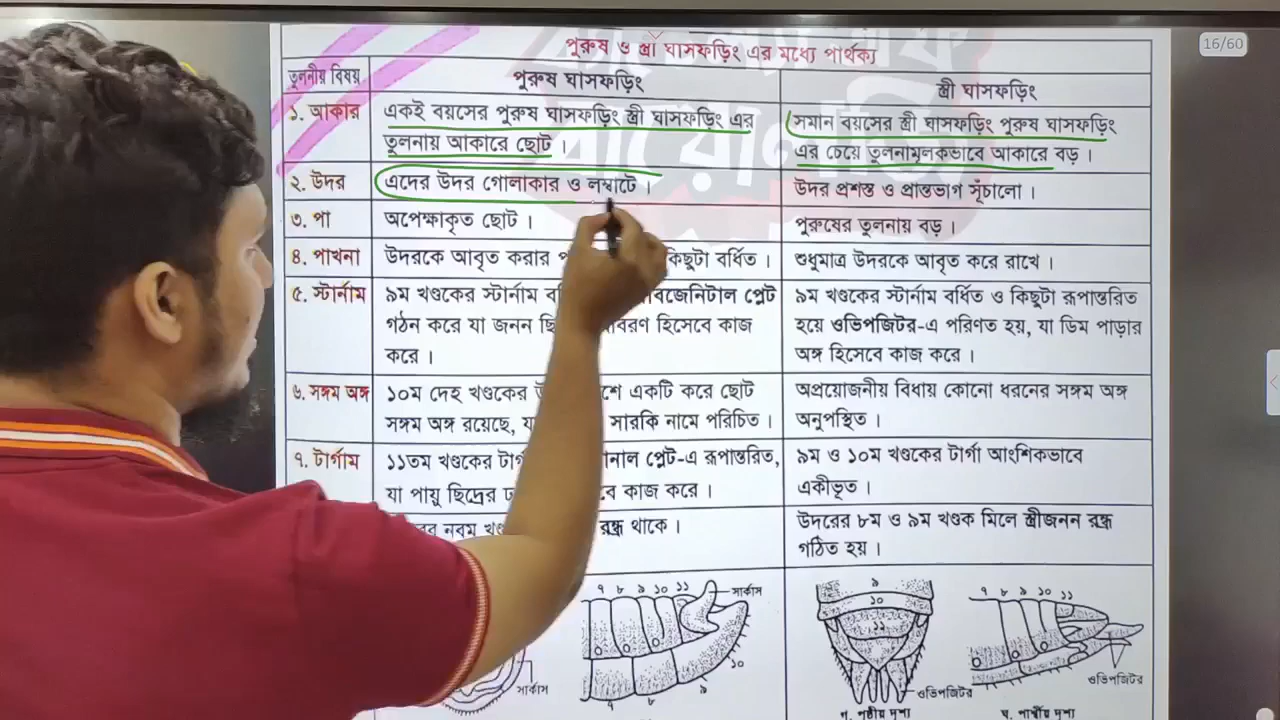 16/60
পুরুষ ও স্ত্রী ঘাসফড়িং এর মধ্যে পার্থক্য
তুলনীয় বিষয়
পুরুষ ঘাসফড়িং
স্ত্রী ঘাসফড়িং
১. আকার
একই বয়সের পুরুষ ঘাসফড়িং স্ত্রী ঘাসফড়িং এর
তুলনায় আকারে ছোট ।
সমান বয়সের স্ত্রী ঘাসফড়িং পুরুষ ঘাসফড়িং
এর চেয়ে তুলনামূলকভাবে আকারে বড় ।
২. উদর
এদের উদর গোলাকার ও লম্বাটে ।
উদর প্রশস্ত ও প্রান্তভাগ সূঁচালো ।
৩. পা
অপেক্ষাকৃত ছোট ।
পুরুষের তুলনায় বড় ।
৪. পাখনা
উদরকে আবৃত করার কিছুটা বর্ধিত ।
শুধুমাত্র উদরকে আবৃত করে রাখে ।
৫. স্টার্নাম
৯ম খণ্ডকের স্টার্নাম প্লেট
গঠন করে যা জনন হিসেবে কাজ
করে ।
৯ম খণ্ডকের স্টার্নাম বর্ধিত ও কিছুটা রূপান্তরিত
হয়ে ওভিপজিটর-এ পরিণত হয়, যা ডিম পাড়ার
অঙ্গ হিসেবে কাজ করে ।
৬. সঙ্গম অঙ্গ
১০ম দেহ খণ্ডকের একটি করে ছোট
সঙ্গম অঙ্গ রয়েছে, সারকি নামে পরিচিত ।
অপ্রয়োজনীয় বিধায় কোনো ধরনের সঙ্গম অঙ্গ
অনুপস্থিত ।
৭. টার্গাম
১১তম খণ্ডকের প্লেট-এ রূপান্তরিত,
যা পায়ু ছিদ্রের কাজ করে ।
৯ম ও ১০ম খণ্ডকের টার্গা আংশিকভাবে
একীভূত ।
নবম রন্ধ্র থাকে ।
উদরের ৮ম ও ৯ম খণ্ডক মিলে স্ত্রীজনন রন্ধ্র
গঠিত হয় ।
৭ ৮ ৯ ১০ ১১
সার্কাস
১০
৯
৮
৭
সার্কাস
৯
১০
১১
ওভিপজিটর
৭ ৮ ৯ ১০ ১১
ওভিপজিটর